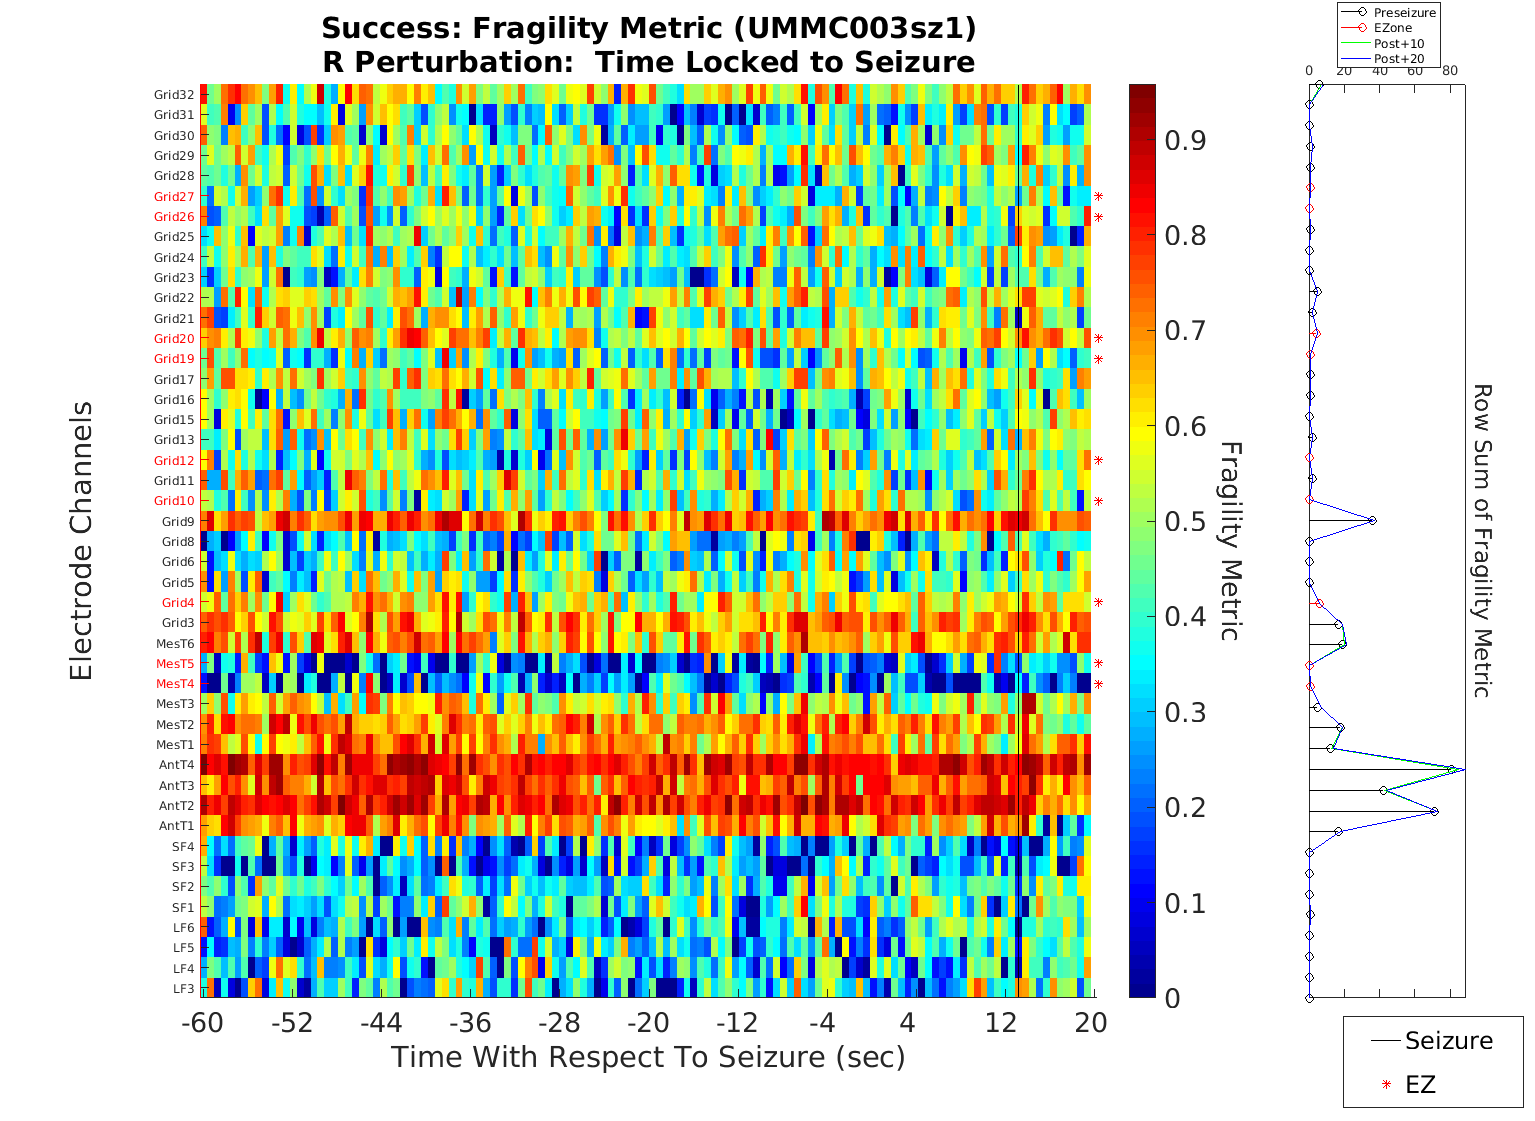 Success: Fragility Metric (UMMC003sz1)
R Perturbation:  Time Locked to Seizure
Preseizure
EZone
Post+10
Post+20
0 20 40 60 80
Electrode Channels
Grid32
Grid31
Grid30
Grid29
Grid28
Grid27
Grid26
Grid25
Grid24
Grid23
Grid22
Grid21
Grid20
Grid19
Grid17
Grid16
Grid15
Grid13
Grid12
Grid11
Grid10
Grid9
Grid8
Grid6
Grid5
Grid4
Grid3
MesT6
MesT5
MesT4
MesT3
MesT2
MesT1
AntT4
AntT3
AntT2
AntT1
SF4
SF3
SF2
SF1
LF6
LF5
LF4
LF3
-60 -52 -44 -36 -28 -20 -12 -4 4 12 20
Time With Respect To Seizure (sec)
0.9
0.8
0.7
0.6
0.5
0.4
0.3
0.2
0.1
0
Fragility Metric
Row Sum of Fragility Metric
Seizure
EZ